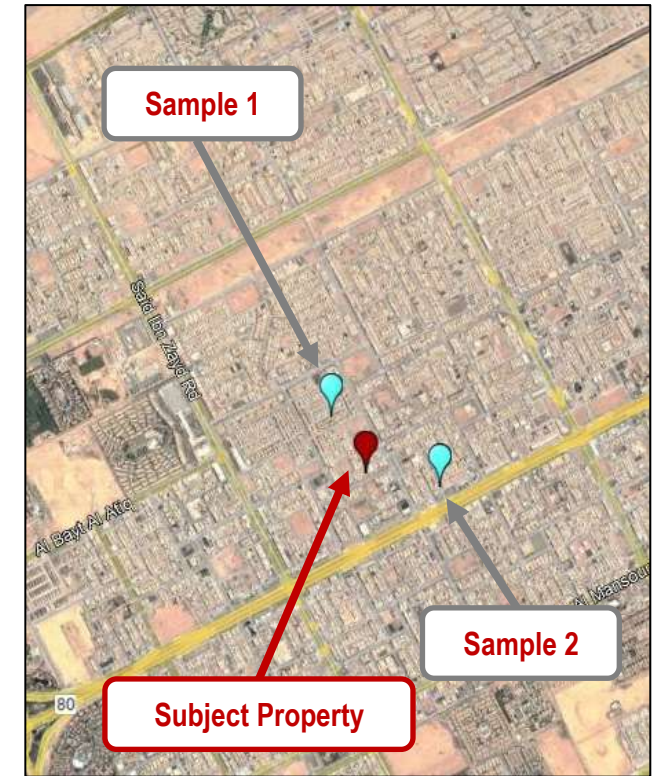 Sample 1
Said Ibn Zayd Rd
Al Bayt Al Atiq
Al Mansour
Sample 2
80
Subject Property